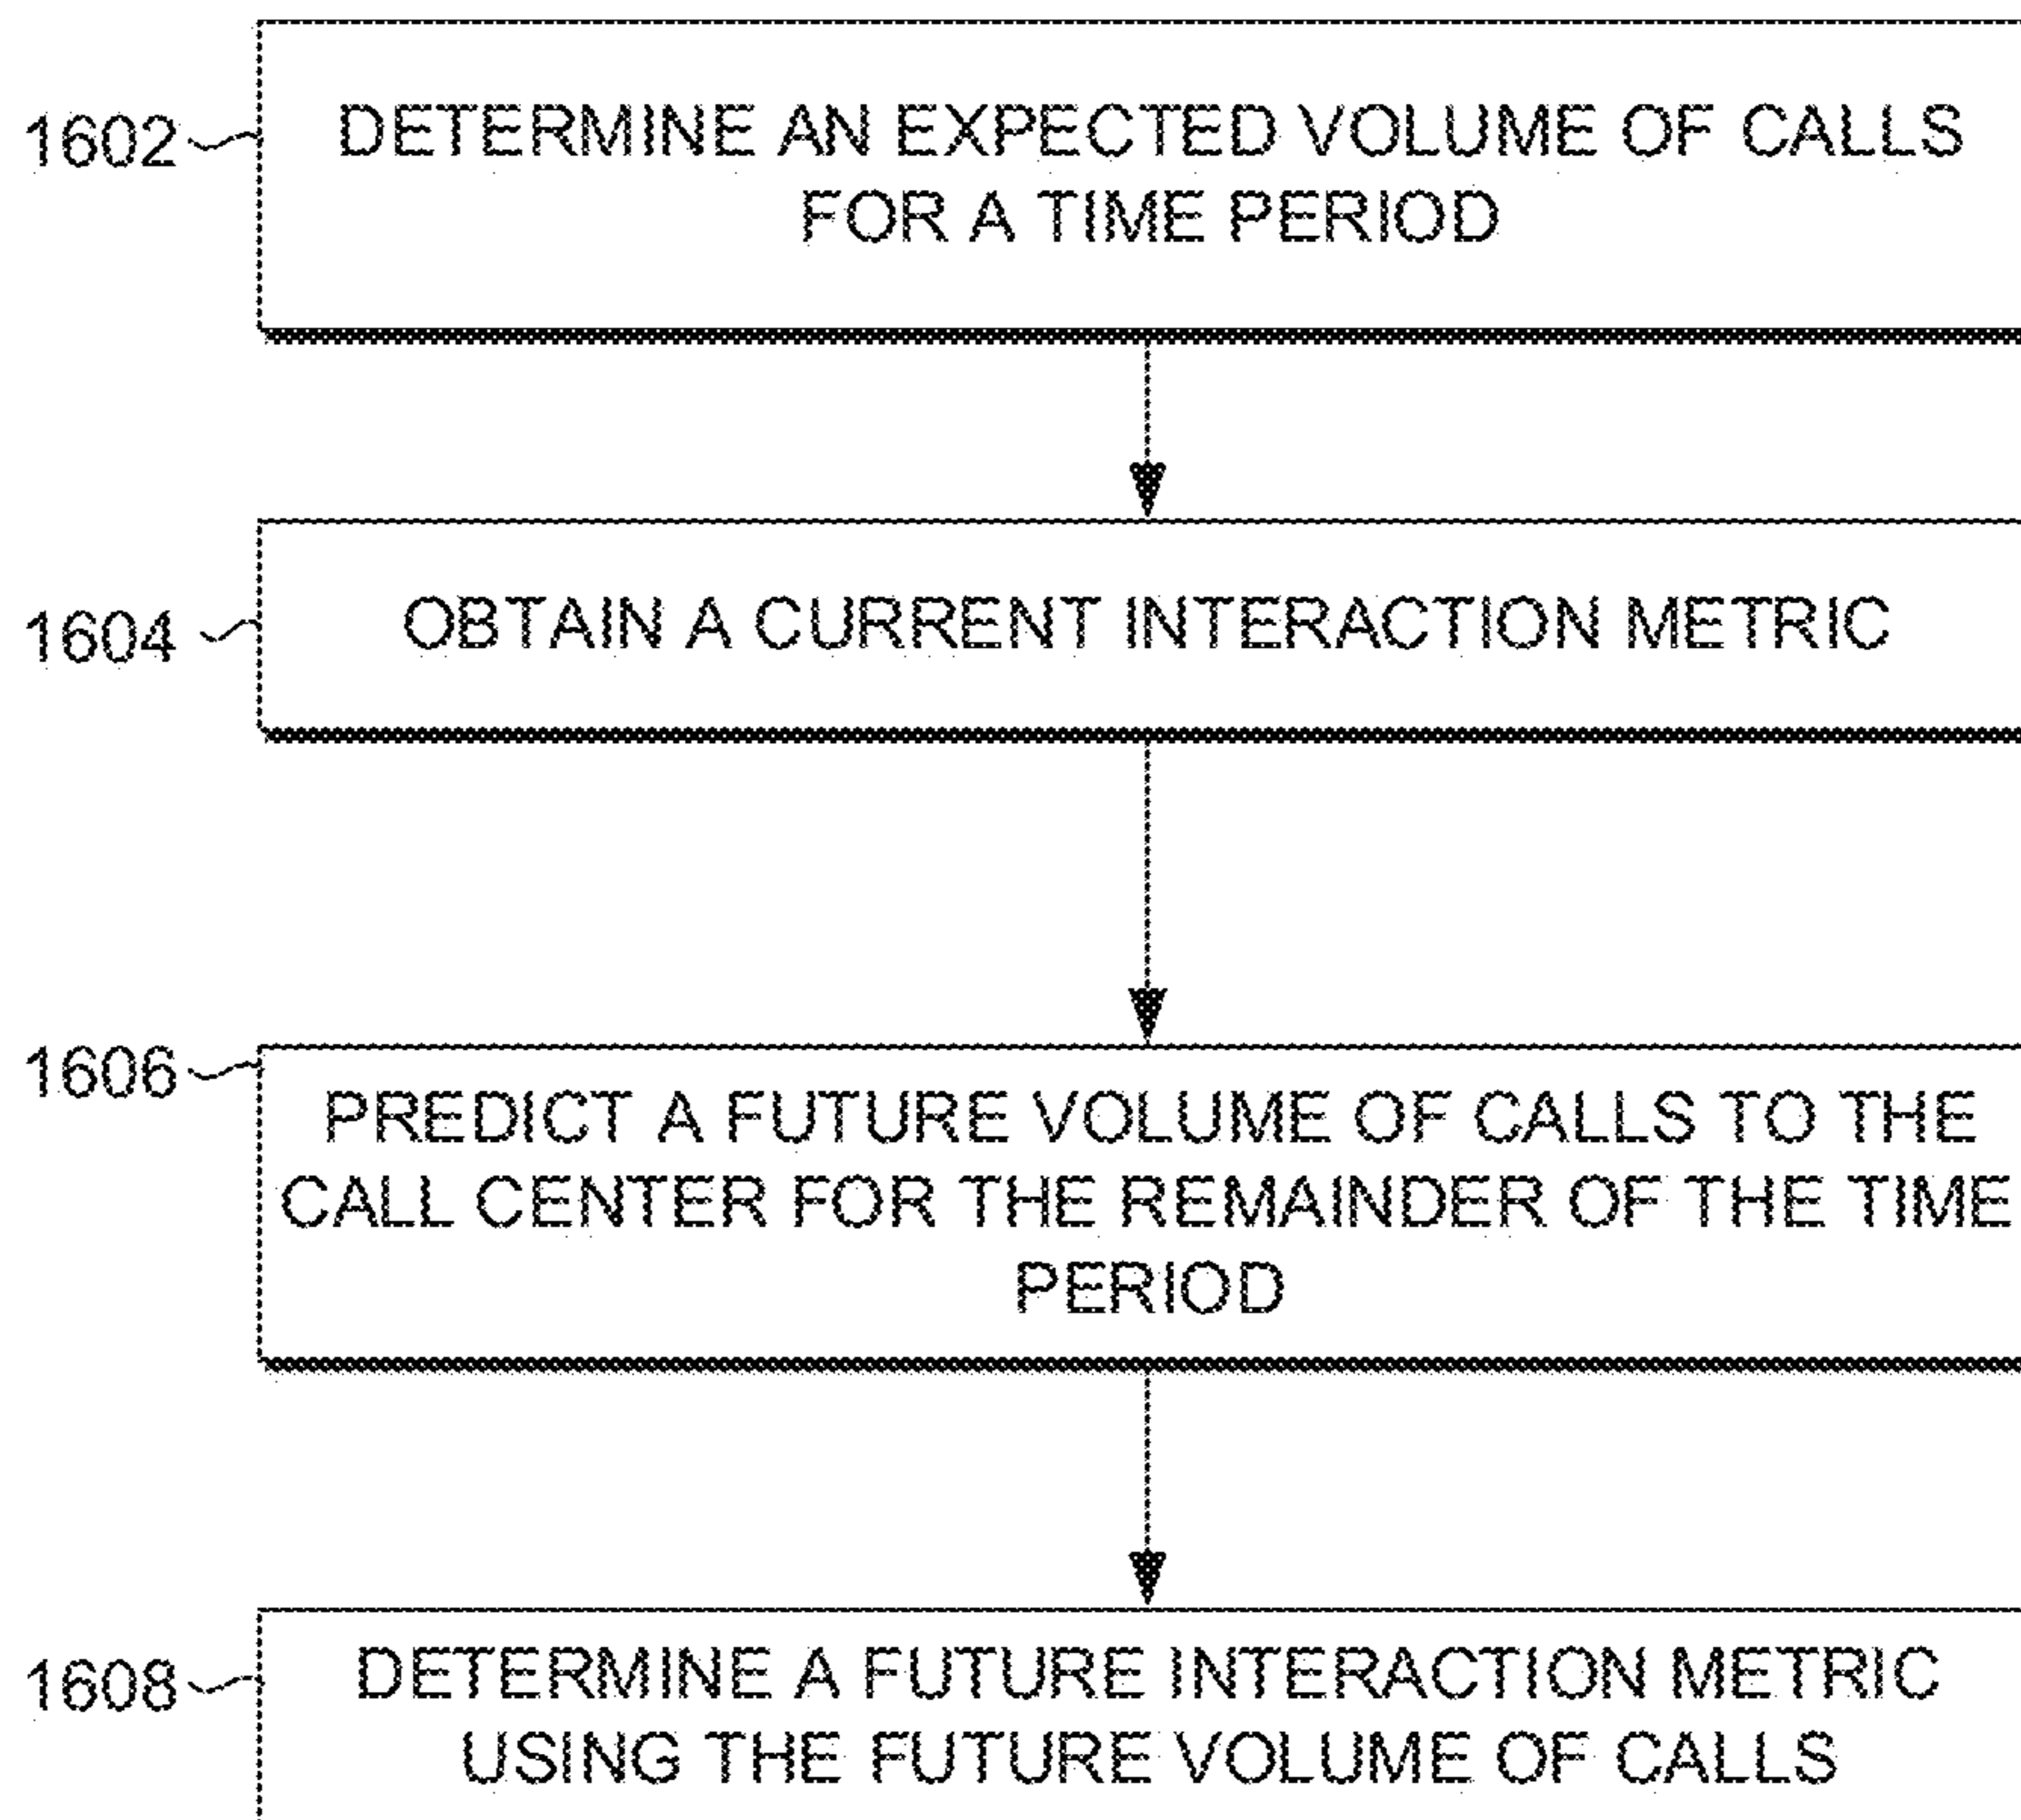 1602
DETERMINE AN EXPECTED VOLUME OF CALLS
FOR A TIME PERIOD
1604
OBTAIN A CURRENT INTERACTION METRIC
1606
PREDICT A FUTURE VOLUME OF CALLS TO THE
CALL CENTER FOR THE REMAINDER OF THE TIME
PERIOD
1608
DETERMINE A FUTURE INTERACTION METRIC
USING THE FUTURE VOLUME OF CALLS